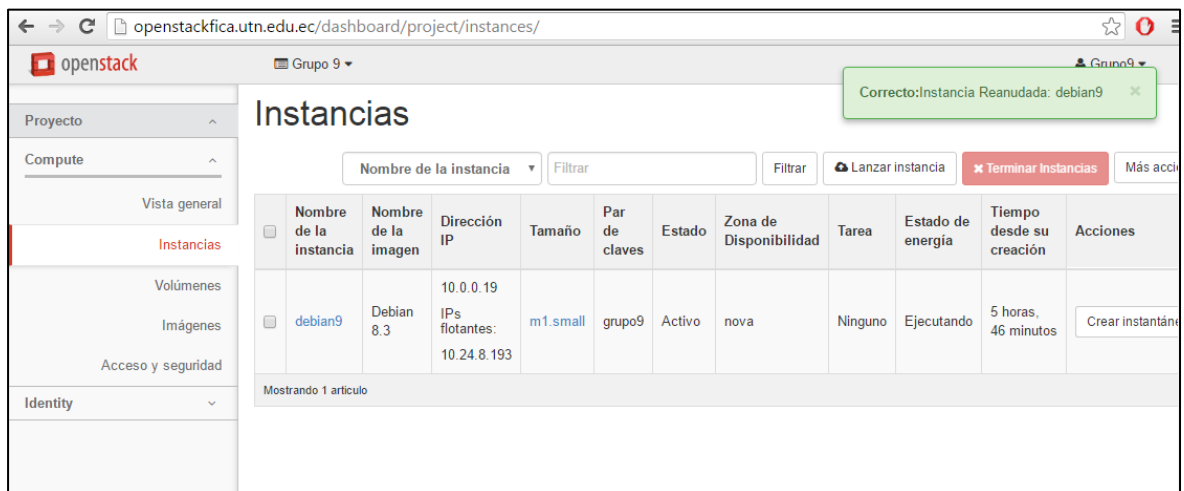 openstackfica.utn.edu.ec/dashboard/project/instances/
openstack
Grupo 9
Grupo9
Correcto:Instancia Reanudada: debian9
Proyecto
Compute
Vista general
Instancias
Volúmenes
Imágenes
Acceso y seguridad
Identity
Instancias
Nombre de la instancia
Filtrar
Filtrar
Lanzar instancia
Terminar Instancias
Más acci
Nombre
de la
instancia
Nombre
de la
imagen
Dirección
IP
Tamaño
Par
de
claves
Estado
Zona de
Disponibilidad
Tarea
Estado de
energía
Tiempo
desde su
creación
Acciones
debian9
Debian
8.3
10.0.0.19
IPs
flotantes:
10.24.8.193
m1.small
grupo9
Activo
nova
Ninguno
Ejecutando
5 horas,
46 minutos
Crear instantáne
Mostrando 1 articulo